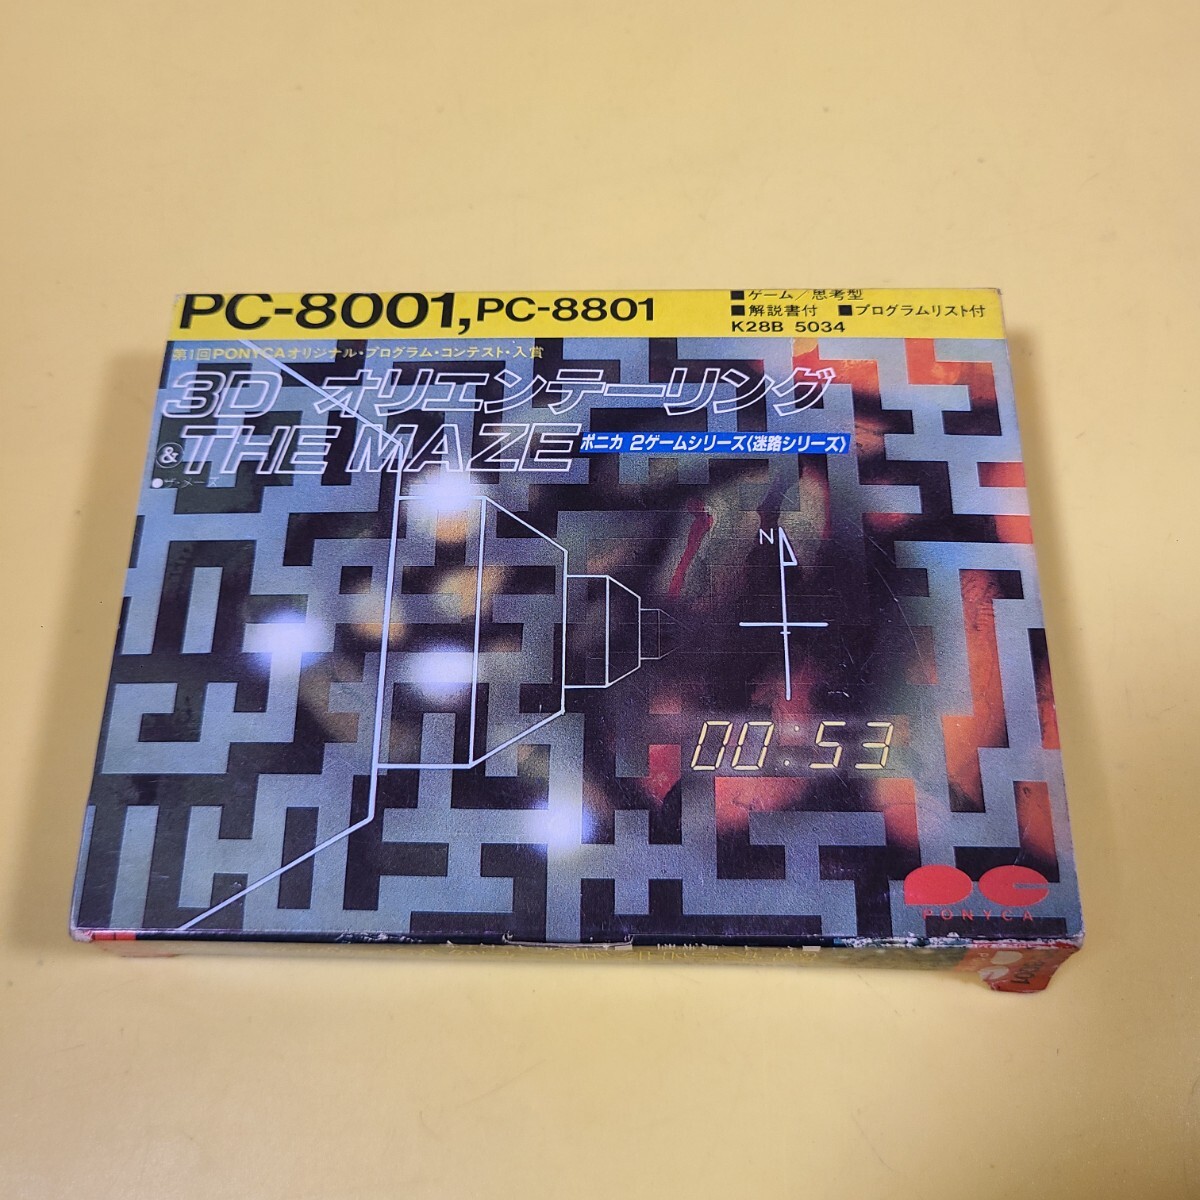 PC-8001, PC-8801
■ゲーム/思考型
■解説書付 ■プログラムリスト付
K28B 5034
第1回PONYCAオリジナル・プログラム・コンテスト・入賞
3D オリエンテーリング
&THE MAZE
ポニカ 2ゲームシリーズ〈迷路シリーズ〉
●ザ・メーズ
N
00:53
PC
PONYCA